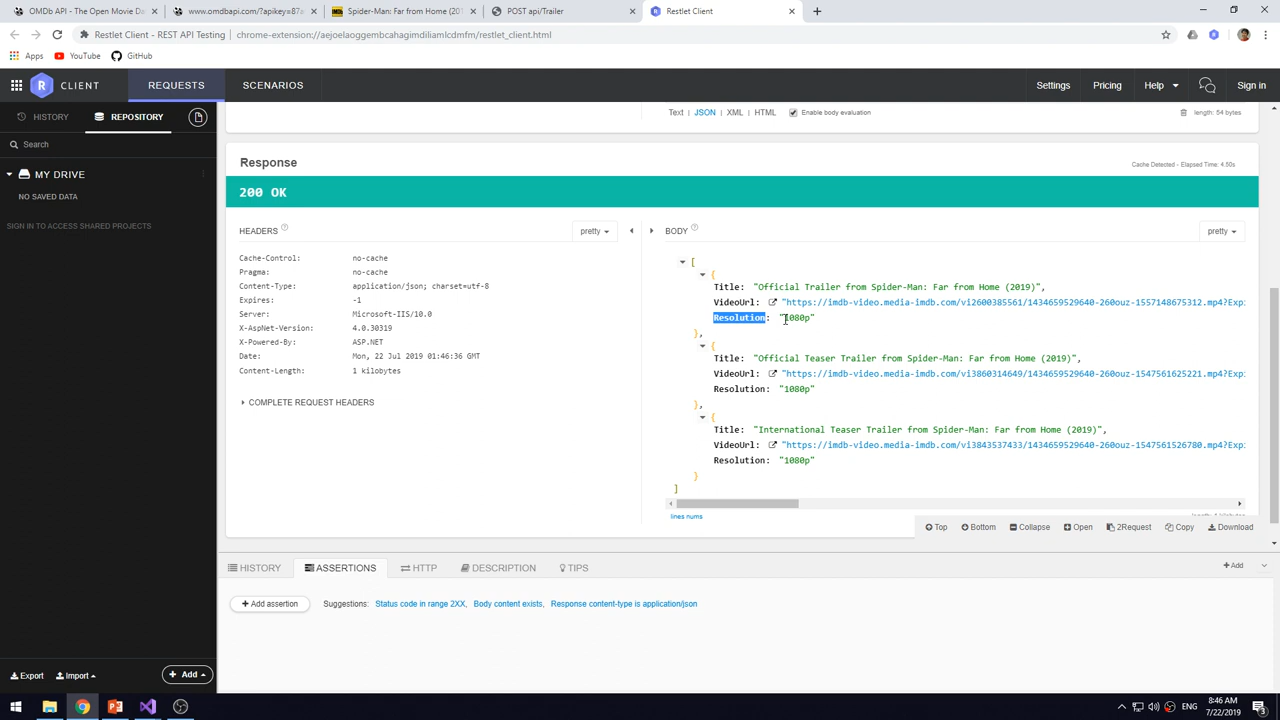 OMDb API - The Open Movie Da
www.omdbapi.com/?apikey=87t
Spider-Man: Far from Home (201
POST api/Trailer
Restlet Client
Restlet Client - REST API Testing
chrome-extension://aejoelaoggembcahagimdiliamlcdmfm/restlet_client.html
Apps
YouTube
GitHub
CLIENT
REQUESTS
SCENARIOS
Settings
Pricing
Help
Sign in
HISTORY
REPOSITORY
Search
MY DRIVE
NO SAVED DATA
SIGN IN TO ACCESS SHARED PROJECTS
Text | JSON | XML | HTML
Enable body evaluation
length: 54 bytes
Response
Cache Detected - Elapsed Time: 4.50s
200 OK
HEADERS
pretty
Cache-Control: no-cache
Pragma: no-cache
Content-Type: application/json; charset=utf-8
Expires: -1
Server: Microsoft-IIS/10.0
X-AspNet-Version: 4.0.30319
X-Powered-By: ASP.NET
Date: Mon, 22 Jul 2019 01:46:36 GMT
Content-Length: 1 kilobytes
COMPLETE REQUEST HEADERS
BODY
pretty
[
{
Title: "Official Trailer from Spider-Man: Far from Home (2019)",
VideoUrl: "https://imdb-video.media-imdb.com/vi2600385561/1434659529640-260ouz-1557148675312.mp4?Exp:
Resolution: "1080p"
},
{
Title: "Official Teaser Trailer from Spider-Man: Far from Home (2019)",
VideoUrl: "https://imdb-video.media-imdb.com/vi3860314649/1434659529640-260ouz-1547561625221.mp4?Exp:
Resolution: "1080p"
},
{
Title: "International Teaser Trailer from Spider-Man: Far from Home (2019)",
VideoUrl: "https://imdb-video.media-imdb.com/vi3843537433/1434659529640-260ouz-1547561526780.mp4?Exp:
Resolution: "1080p"
}
]
lines nums
Top
Bottom
Collapse
Open
2Request
Copy
Download
HISTORY
ASSERTIONS
HTTP
DESCRIPTION
TIPS
Add
Add assertion
Suggestions: Status code in range 2XX, Body content exists, Response content-type is application/json
Export
Import
Add
ENG
8:46 AM
7/22/2019
3